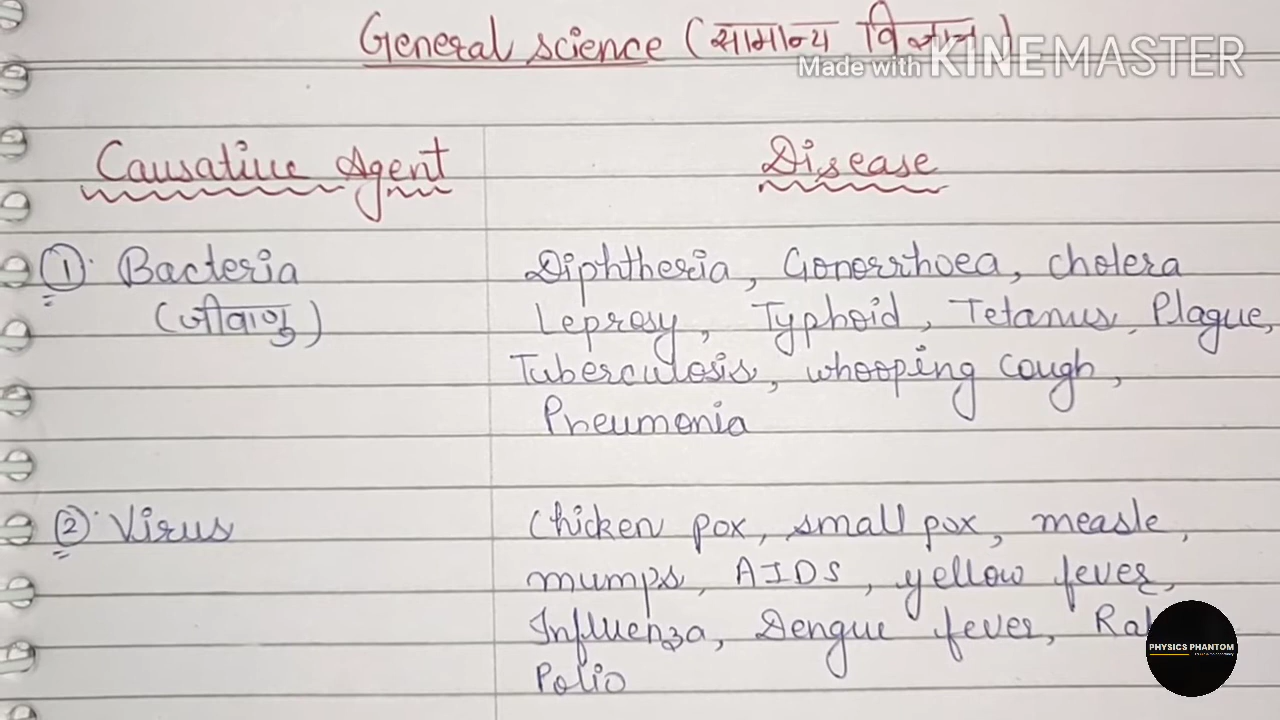 General science (सामान्य विज्ञान)
Made with KINEMASTER
Causative Agent
Disease
① Bacteria
(जीवाणु)
Diphtheria, Gonorrhoea, cholera
Leprosy, Typhoid, Tetanus, Plague,
Tuberculosis, whooping cough,
Pneumonia
② Virus
Chicken pox, small pox, measle,
mumps, AIDS, yellow fever,
Influenza, Dengue fever,
Polio
PHYSICS PHANTOM